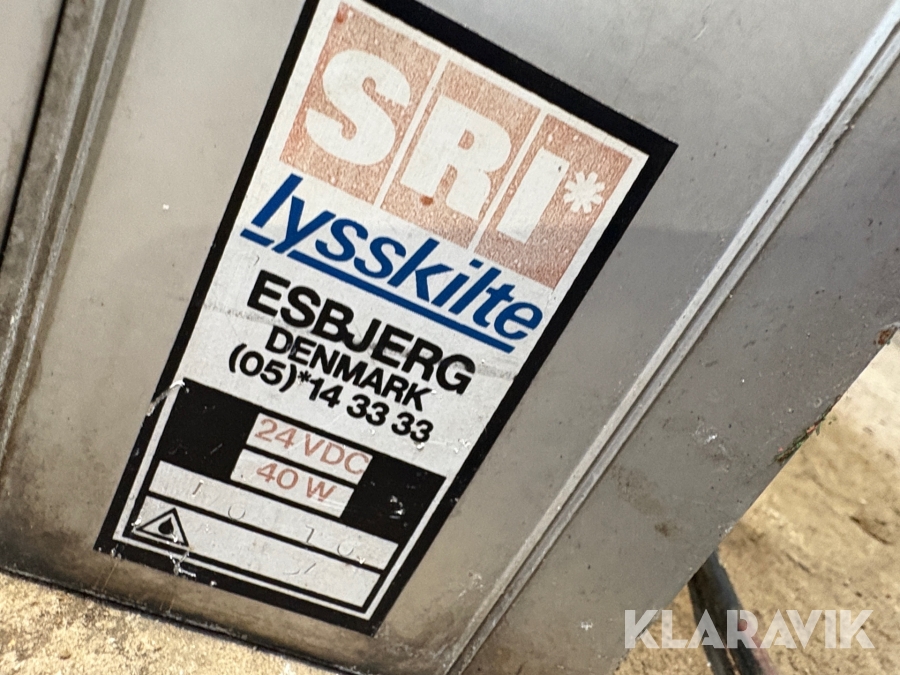 SRI*
lysskilte
ESBJERG
DENMARK
(05)*14 33 33
24 VDC
40 W
KLARAVIK